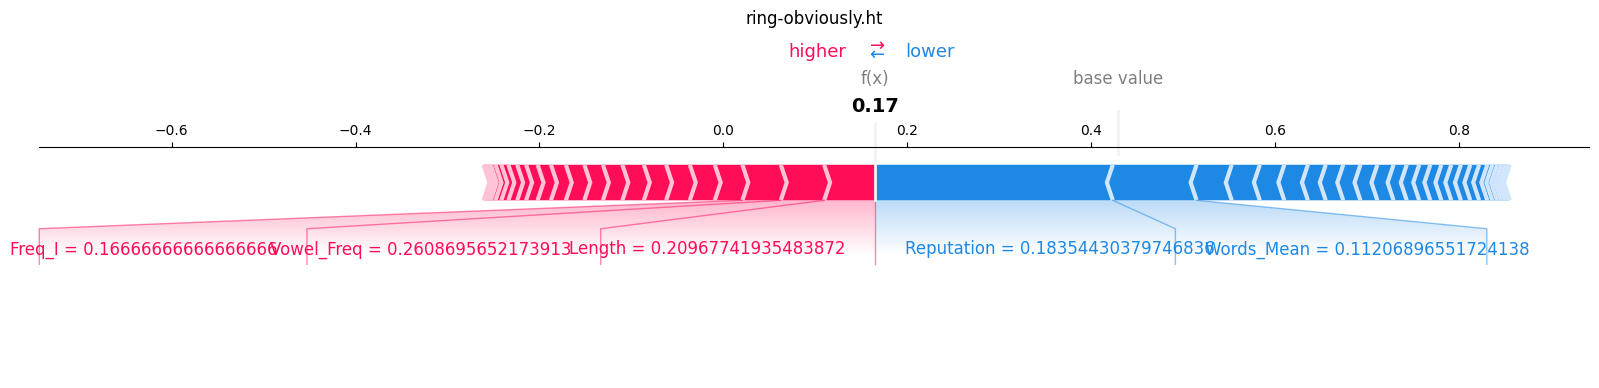 ring-obviously.ht
higher ⇄ lower
f(x) base value
0.17
−0.6 −0.4 −0.2 0.0 0.2 0.4 0.6 0.8
Freq_I = 0.16666666666666666 Vowel_Freq = 0.2608695652173913 Length = 0.20967741935483872 Reputation = 0.18354430379746836 Words_Mean = 0.11206896551724138